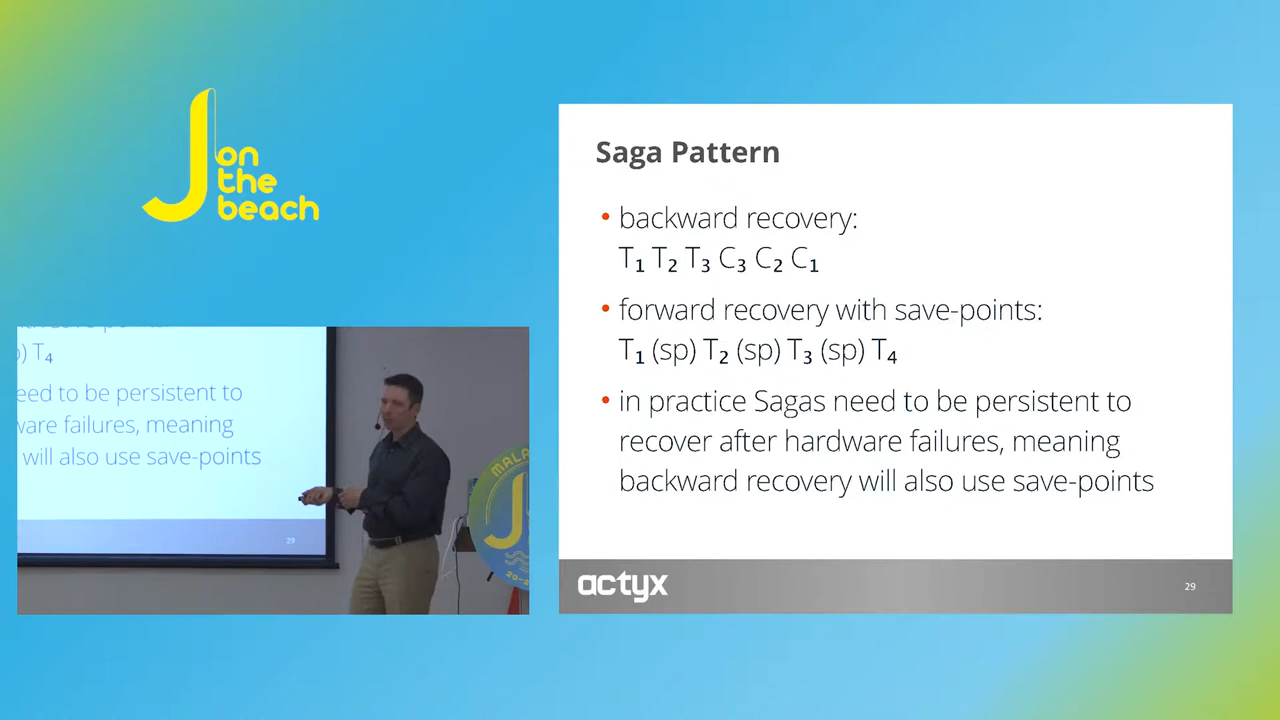 J on
the
beach
Saga Pattern
• backward recovery:
T₁ T₂ T₃ C₃ C₂ C₁
• forward recovery with save-points:
T₁ (sp) T₂ (sp) T₃ (sp) T₄
• in practice Sagas need to be persistent to
recover after hardware failures, meaning
backward recovery will also use save-points
actyx
29
) T₄
eed to be persistent to
ware failures, meaning
will also use save-points
29
MALA
J